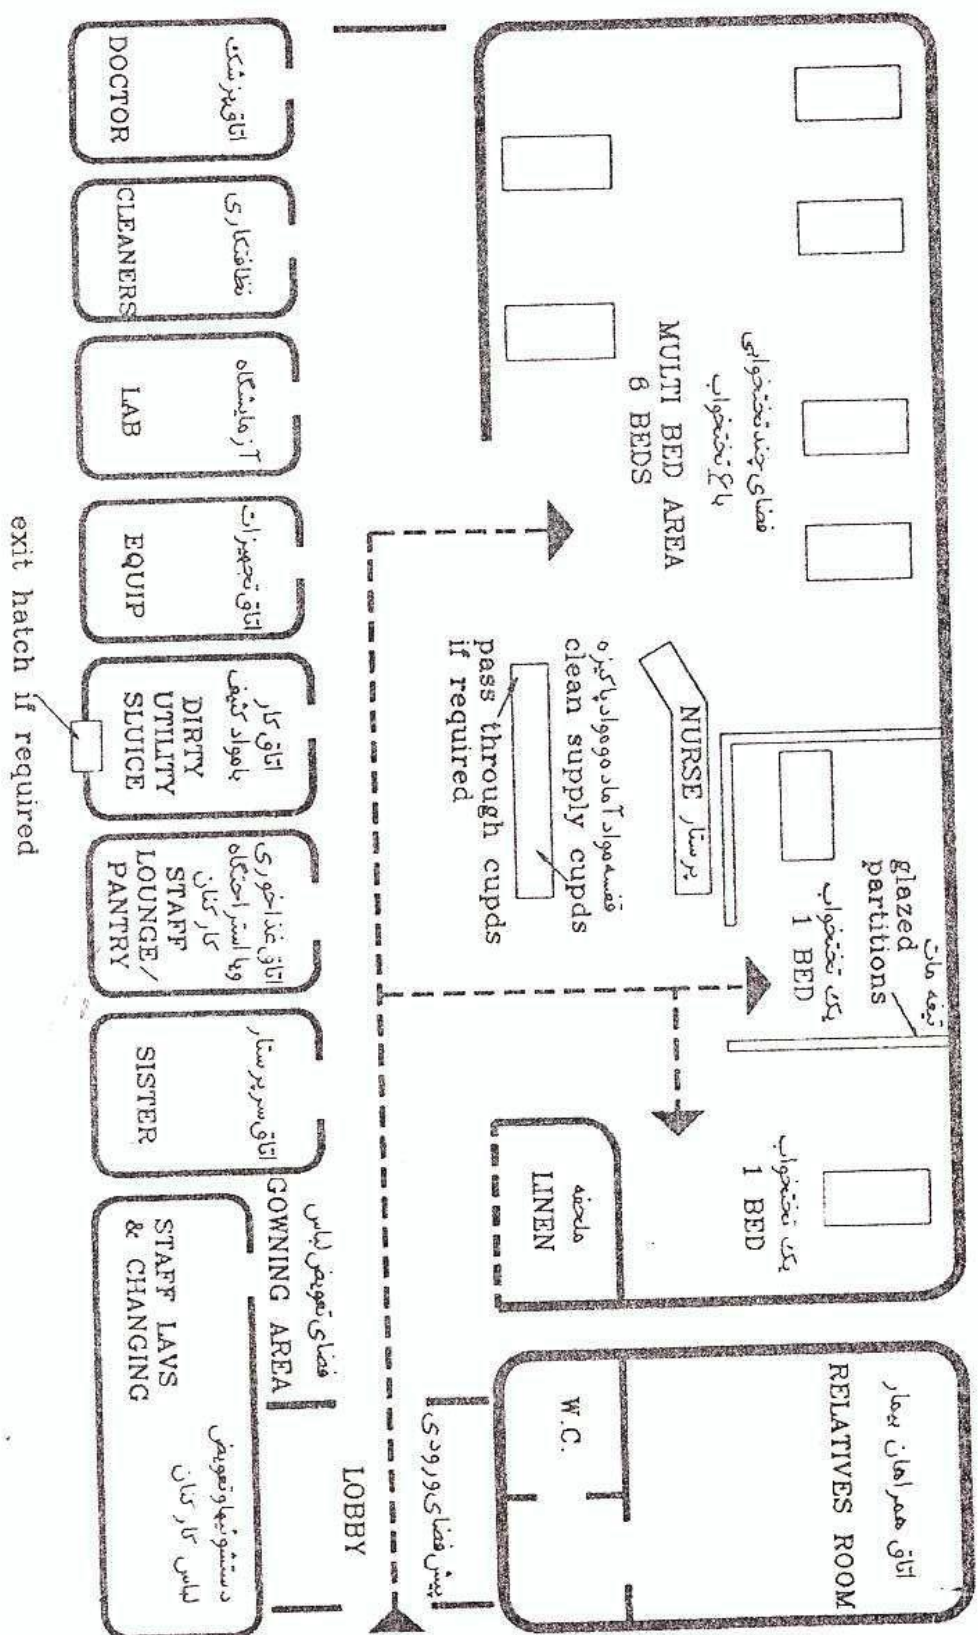 تیغه مات
glazed
partitions
اتاق همراهان بیمار
RELATIVES ROOM
فضای چند تختخوابی
با ۶ تختخواب
MULTI BED AREA
6 BEDS
یک تختخواب
1 BED
یک تختخواب
1 BED
پرستار NURSE
قفسه مواد آماده و مواد پاکیزه
clean supply cupds
pass through cupds
if required
ملحفه
LINEN
W.C.
پیش فضای ورودی
LOBBY
فضای تعویض لباس
GOWNING AREA
اتاق پزشک
DOCTOR
نظافتکاری
CLEANERS
آزمایشگاه
LAB
اتاق تجهیزات
EQUIP
اتاق کار
با مواد کثیف
DIRTY
UTILITY
SLUICE
اتاق غذاخوری
و یا استراحتگاه
کارکنان
STAFF
LOUNGE/
PANTRY
اتاق سرپرستار
SISTER
STAFF LAVS
& CHANGING
دستشوئیها و تعویض
لباس کارکنان
exit hatch if required